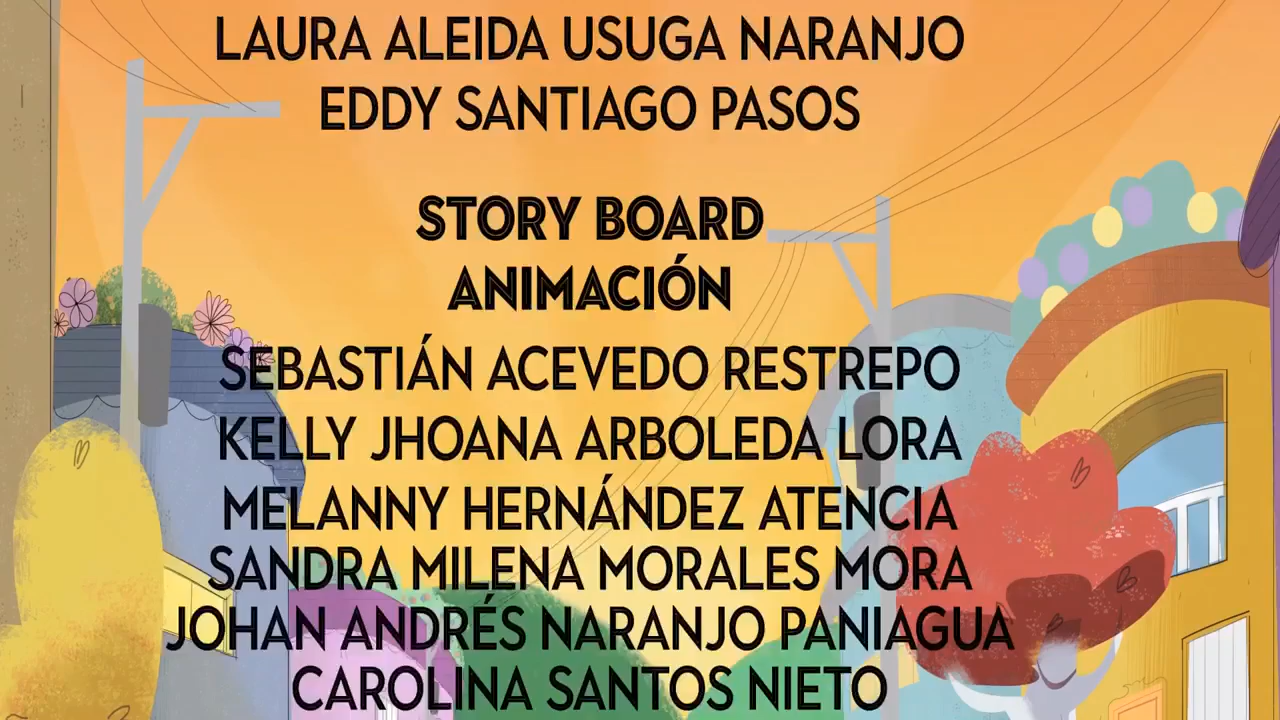 LAURA ALEIDA USUGA NARANJO
EDDY SANTIAGO PASOS
STORY BOARD
ANIMACIÓN
SEBASTIÁN ACEVEDO RESTREPO
KELLY JHOANA ARBOLEDA LORA
MELANNY HERNÁNDEZ ATENCIA
SANDRA MILENA MORALES MORA
JOHAN ANDRÉS NARANJO PANIAGUA
CAROLINA SANTOS NIETO